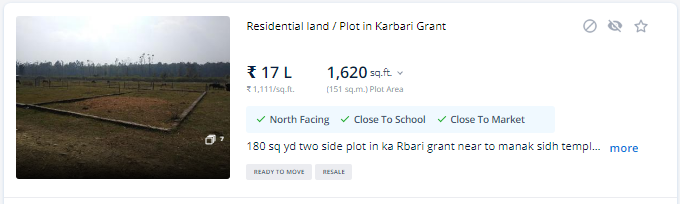 Residential land / Plot in Karbari Grant
₹ 17 L
1,620 sq.ft.
₹ 1,111/sq.ft.
(151 sq.m.) Plot Area
North Facing
Close To School
Close To Market
180 sq yd two side plot in ka Rbari grant near to manak sidh templ... more
7
READY TO MOVE
RESALE